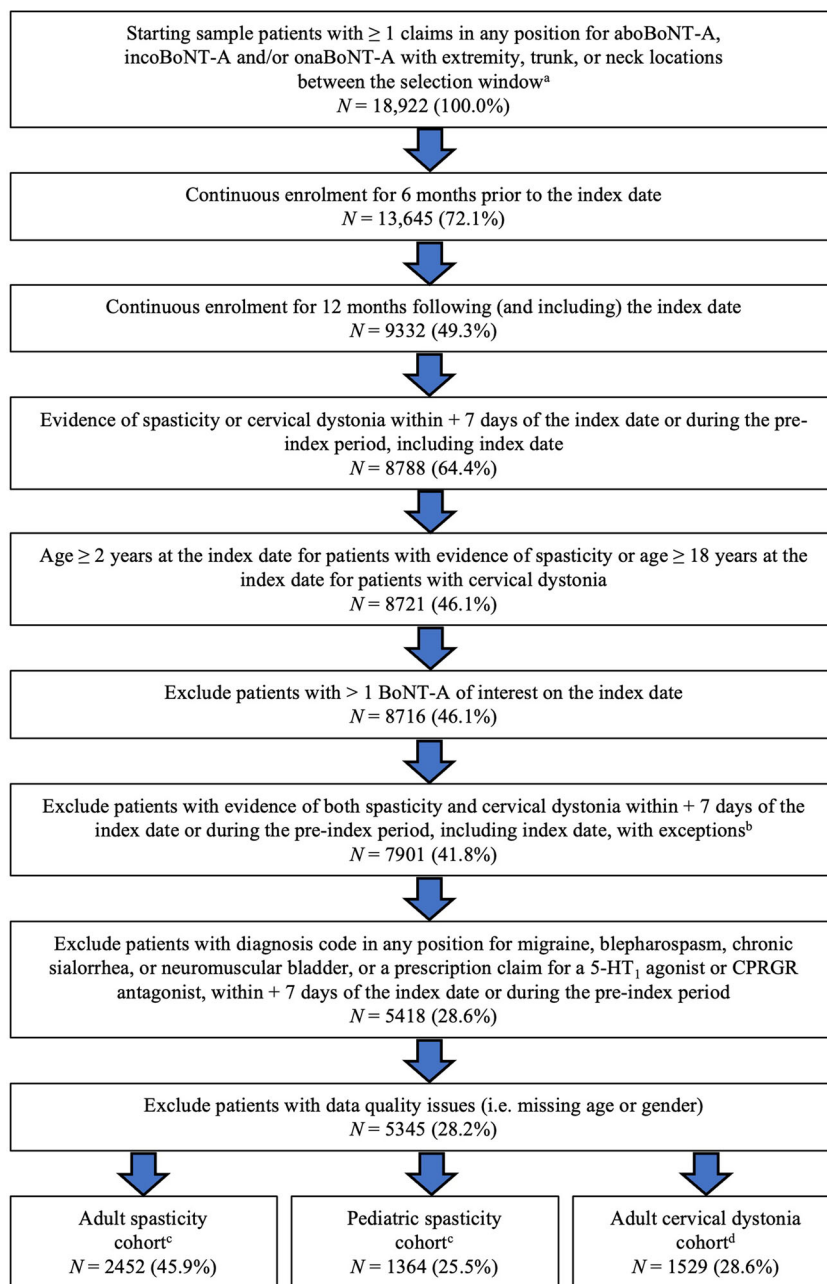 Starting sample patients with ≥ 1 claims in any position for aboBoNT-A,
incoBoNT-A and/or onaBoNT-A with extremity, trunk, or neck locations
between the selection windowᵃ
N = 18,922 (100.0%)
Continuous enrolment for 6 months prior to the index date
N = 13,645 (72.1%)
Continuous enrolment for 12 months following (and including) the index date
N = 9332 (49.3%)
Evidence of spasticity or cervical dystonia within + 7 days of the index date or during the pre-
index period, including index date
N = 8788 (64.4%)
Age ≥ 2 years at the index date for patients with evidence of spasticity or age ≥ 18 years at the
index date for patients with cervical dystonia
N = 8721 (46.1%)
Exclude patients with > 1 BoNT-A of interest on the index date
N = 8716 (46.1%)
Exclude patients with evidence of both spasticity and cervical dystonia within + 7 days of the
index date or during the pre-index period, including index date, with exceptionsᵇ
N = 7901 (41.8%)
Exclude patients with diagnosis code in any position for migraine, blepharospasm, chronic
sialorrhea, or neuromuscular bladder, or a prescription claim for a 5-HT₁ agonist or CPRGR
antagonist, within + 7 days of the index date or during the pre-index period
N = 5418 (28.6%)
Exclude patients with data quality issues (i.e. missing age or gender)
N = 5345 (28.2%)
Adult spasticity
cohortᶜ
N = 2452 (45.9%)
Pediatric spasticity
cohortᶜ
N = 1364 (25.5%)
Adult cervical dystonia
cohortᵈ
N = 1529 (28.6%)